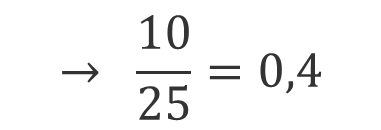 → 10/25 = 0,4